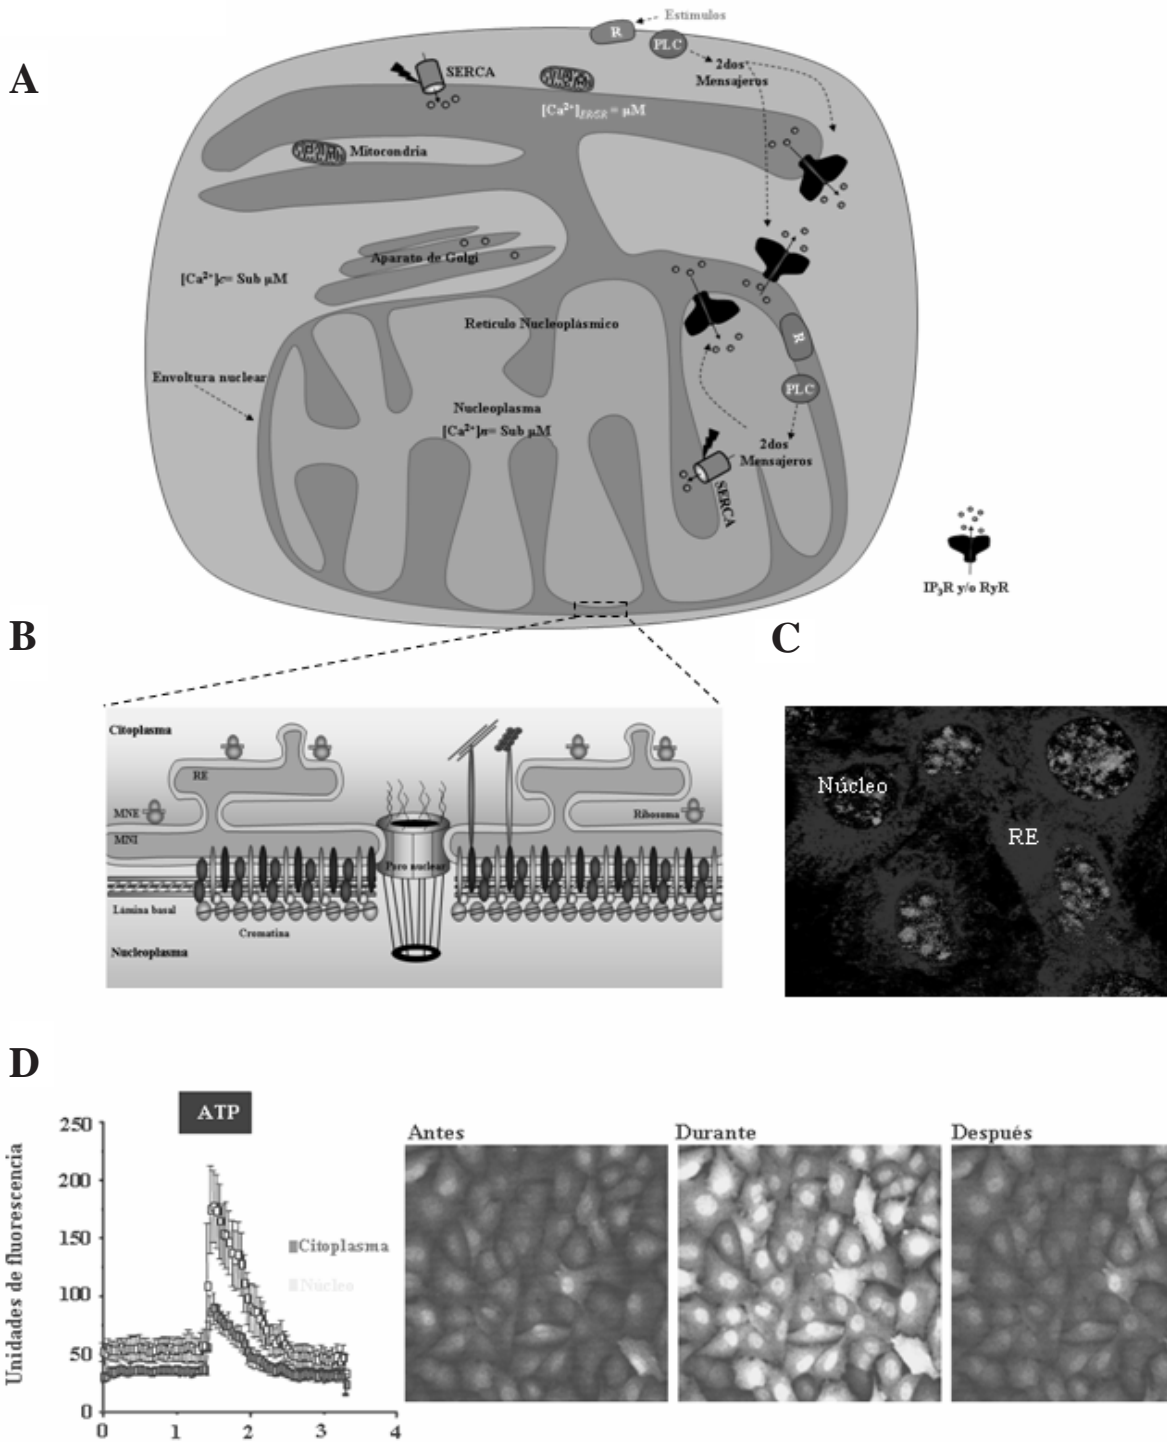 A
Estímulos
R
PLC
SERCA
2dos
Mensajeros
[Ca²⁺]ER/SR = µM
Mitocondria
Aparato de Golgi
[Ca²⁺]c= Sub µM
Retículo Nucleoplásmico
R
Envoltura nuclear
PLC
Nucleoplasma
[Ca²⁺]n= Sub µM
2dos
Mensajeros
SERCA
IP₃R y/o RyR
B
Citoplasma
RE
MNE
Ribosoma
MNI
Poro nuclear
Lámina basal
Cromatina
Nucleoplasma
C
Núcleo
RE
D
ATP
Unidades de fluorescencia
250
200
150
100
50
0
0 1 2 3 4
Citoplasma
Núcleo
Antes
Durante
Después